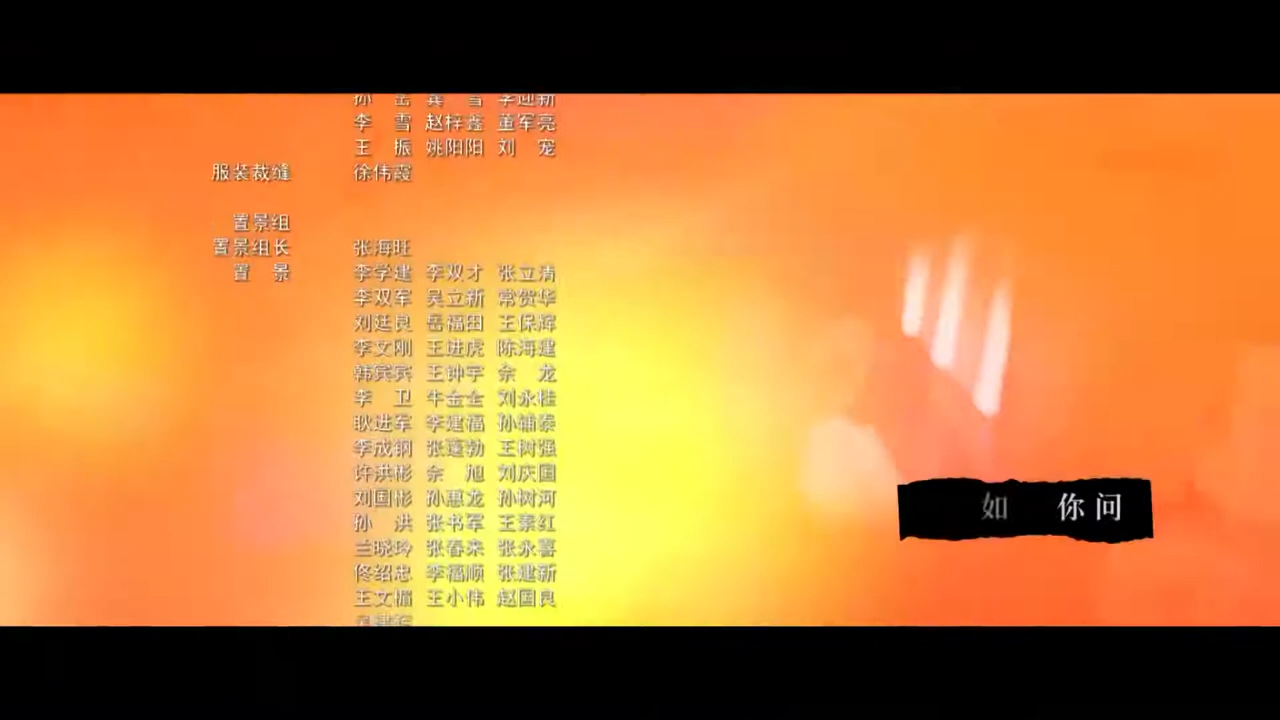 李　雪 赵梓鑫 董军亮
王　振 姚阳阳 刘　宠
服装裁缝 徐伟霞
置景组
置景组长 张海旺
置　景 李学建 李双才 张立清
李双军 吴立新 常贺华
刘廷良 岳福田 王保辉
李文刚 王进虎 陈海建
韩宾宾 王钟宇 佘　龙
李　卫 牛金全 刘永桂
耿进军 李建福 孙辅泰
李成钢 张蓬勃 王树强
许洪彬 佘　旭 刘庆国
刘国彬 孙惠龙 孙树河
孙　洪 张书军 王素红
兰晓玲 张春来 张永喜
佟绍忠 李福顺 张建新
王文楣 王小伟 赵国良
如　你问